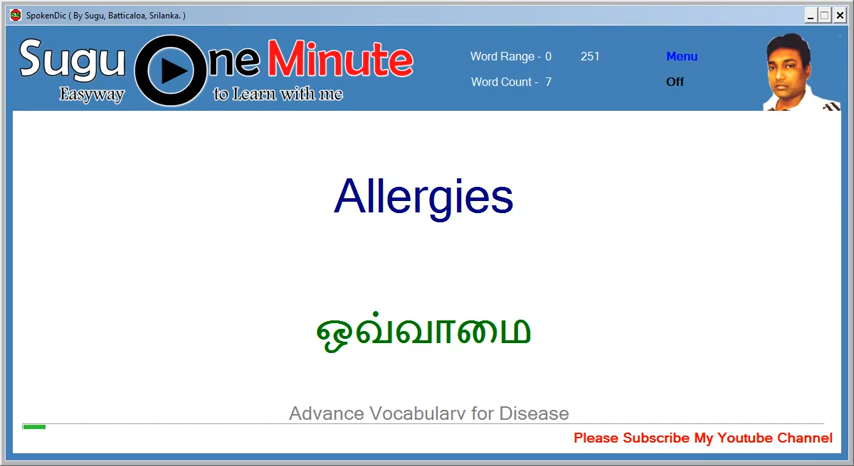 SpokenDic ( By Sugu, Batticaloa, Srilanka. )
Sugu One Minute
Easyway to Learn with me
Word Range - 0 251 Menu
Word Count - 7 Off
Allergies
ஒவ்வாமை
Advance Vocabulary for Disease
Please Subscribe My Youtube Channel